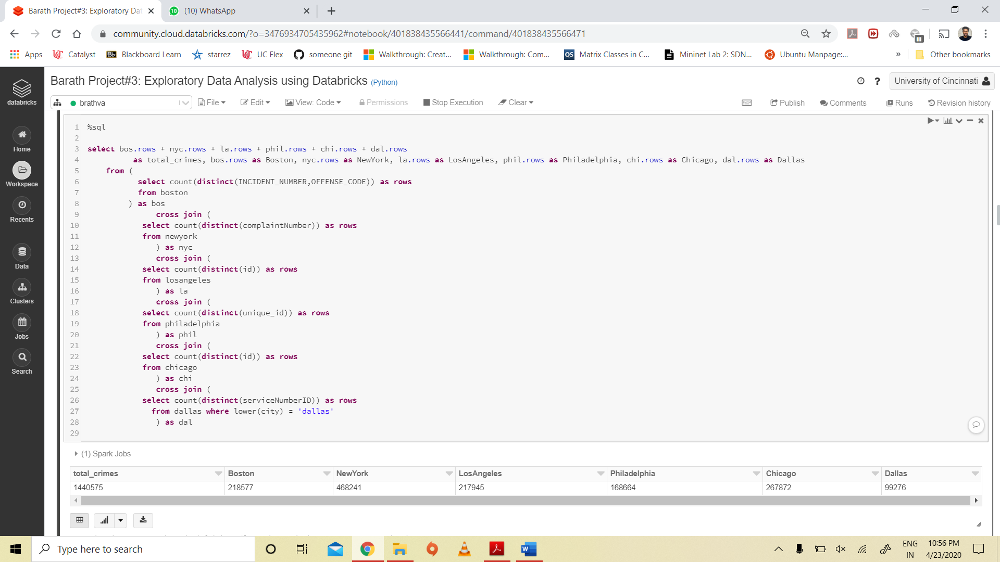 Barath Project#3: Exploratory Dat
(10) WhatsApp
community.cloud.databricks.com/?o=3476934705435962#notebook/401838435566441/command/401838435566471
Apps Catalyst Bb Blackboard Learn starrez UC Flex someone git Walkthrough: Creat... Walkthrough: Com... QS Matrix Classes in C... Mininet Lab 2: SDN... Ubuntu Manpage:... » Other bookmarks
databricks
Home
Workspace
Recents
Data
Clusters
Jobs
Search
Barath Project#3: Exploratory Data Analysis using Databricks (Python)
? University of Cincinnati
brathva File Edit View: Code Permissions Stop Execution Clear Publish Comments Runs Revision history
1 %sql
2
3 select bos.rows + nyc.rows + la.rows + phil.rows + chi.rows + dal.rows
4 as total_crimes, bos.rows as Boston, nyc.rows as NewYork, la.rows as LosAngeles, phil.rows as Philadelphia, chi.rows as Chicago, dal.rows as Dallas
5 from (
6 select count(distinct(INCIDENT_NUMBER,OFFENSE_CODE)) as rows
7 from boston
8 ) as bos
9 cross join (
10 select count(distinct(complaintNumber)) as rows
11 from newyork
12 ) as nyc
13 cross join (
14 select count(distinct(id)) as rows
15 from losangeles
16 ) as la
17 cross join (
18 select count(distinct(unique_id)) as rows
19 from philadelphia
20 ) as phil
21 cross join (
22 select count(distinct(id)) as rows
23 from chicago
24 ) as chi
25 cross join (
26 select count(distinct(serviceNumberID)) as rows
27 from dallas where lower(city) = 'dallas'
28 ) as dal
29
(1) Spark Jobs
total_crimes Boston NewYork LosAngeles Philadelphia Chicago Dallas
1440575 218577 468241 217945 168664 267872 99276
Type here to search
ENG 10:56 PM
IN 4/23/2020